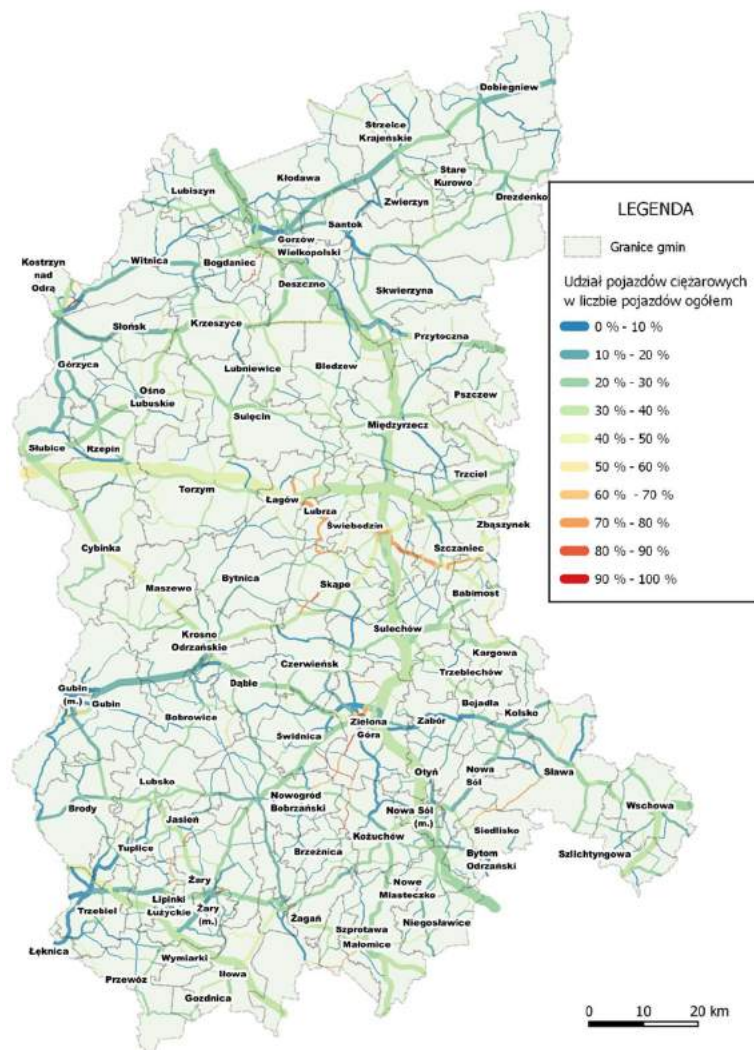 Dobiegniew
Strzelce
Krajeńskie
Stare
Kurowo
Kłodawa
Lubiszyn
Zwierzyn
Drezdenko
Santok
Gorzów
Wielkopolski
Kostrzyn
nad
Odrą
Witnica
Bogdaniec
Deszczno
Skwierzyna
Słońsk
Krzeszyce
Przytoczna
Górzyca
Lubniewice
Bledzew
Ośno
Lubuskie
Pszczew
Sulęcin
Międzyrzecz
Słubice
Rzepin
Trzciel
Torzym
Łagów
Lubrza
Świebodzin
Zbąszynek
Cybinka
Szczaniec
Bytnica
Skąpe
Maszewo
Babimost
Sulechów
Krosno
Odrzańskie
Kargowa
Czerwieńsk
Trzebiechów
Dąbie
Gubin
(m.)
Gubin
Bojadła
Kolsko
Bobrowice
Zielona
Góra
Zabór
Świdnica
Otyń
Nowa
Sól
Sława
Lubsko
Nowogród
Bobrzański
Wschowa
Brody
Jasień
Nowa Sól
(m.)
Siedlisko
Kożuchów
Tuplice
Brzeźnica
Szlichtyngowa
Bytom
Odrzański
Żary
Nowe
Miasteczko
Lipinki
Łużyckie
Żary
(m.)
Trzebiel
Żagań
Niegosławice
Szprotawa
Małomice
Łęknica
Wymiarki
Iłowa
Przewóz
Gozdnica
LEGENDA
Granice gmin
Udział pojazdów ciężarowych
w liczbie pojazdów ogółem
0 % - 10 %
10 % - 20 %
20 % - 30 %
30 % - 40 %
40 % - 50 %
50 % - 60 %
60 % - 70 %
70 % - 80 %
80 % - 90 %
90 % - 100 %
0 10 20 km